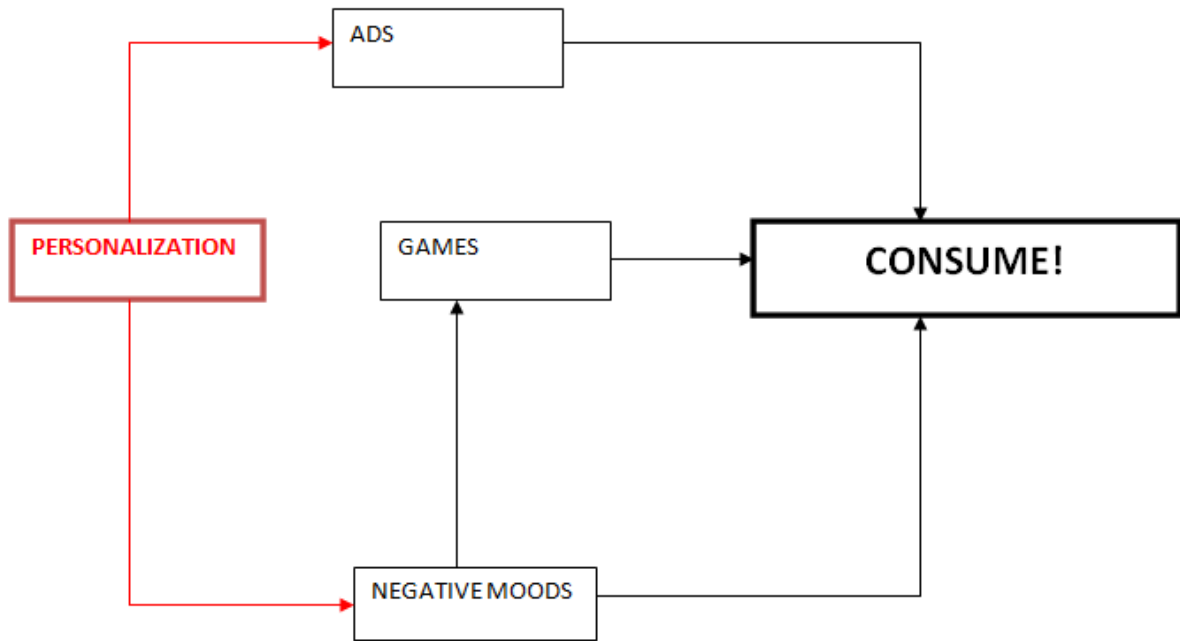 ADS
PERSONALIZATION
GAMES
CONSUME!
NEGATIVE MOODS